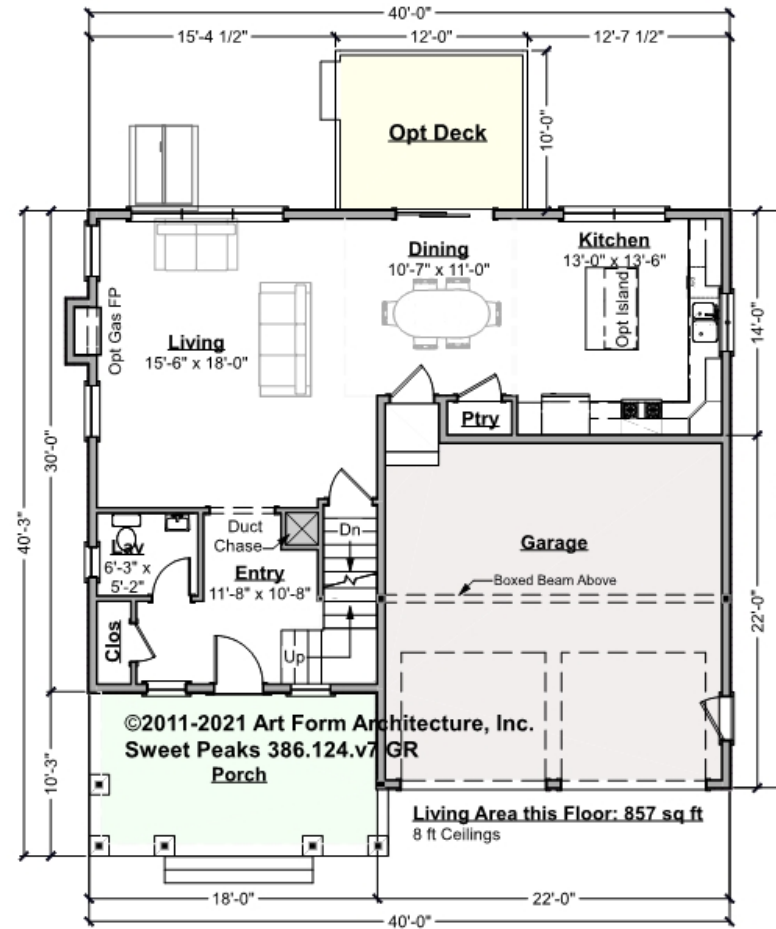 40'-0"
15'-4 1/2"
12'-0"
12'-7 1/2"
Opt Deck
10'-0"
Dining
10'-7" x 11'-0"
Kitchen
13'-0" x 13'-6"
Opt Island
Opt Gas FP
Living
15'-6" x 18'-0"
14'-0"
Ptry
30'-0"
40'-3"
Duct
Chase
Dn
Garage
Lav
6'-3" x
5'-2"
Entry
11'-8" x 10'-8"
Boxed Beam Above
22'-0"
Clos
Up
©2011-2021 Art Form Architecture, Inc.
Sweet Peaks 386.124.v7 GR
Porch
10'-3"
Living Area this Floor: 857 sq ft
8 ft Ceilings
18'-0"
22'-0"
40'-0"